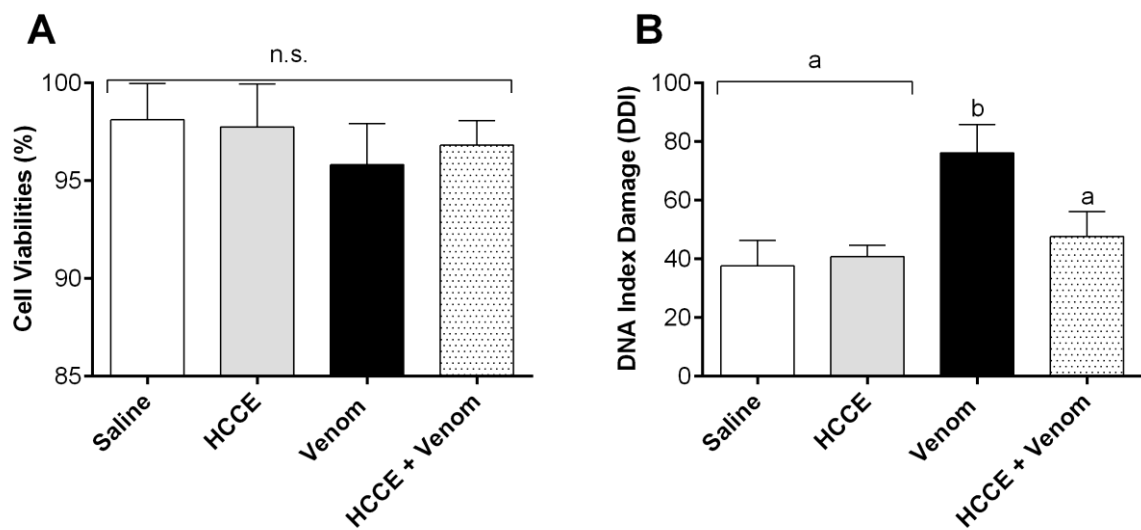 A
n.s.
Cell Viabilities (%)
100
95
90
85
Saline
HCCE
Venom
HCCE + Venom
B
a
DNA Index Damage (DDI)
100
80
60
40
20
0
b
a
Saline
HCCE
Venom
HCCE + Venom